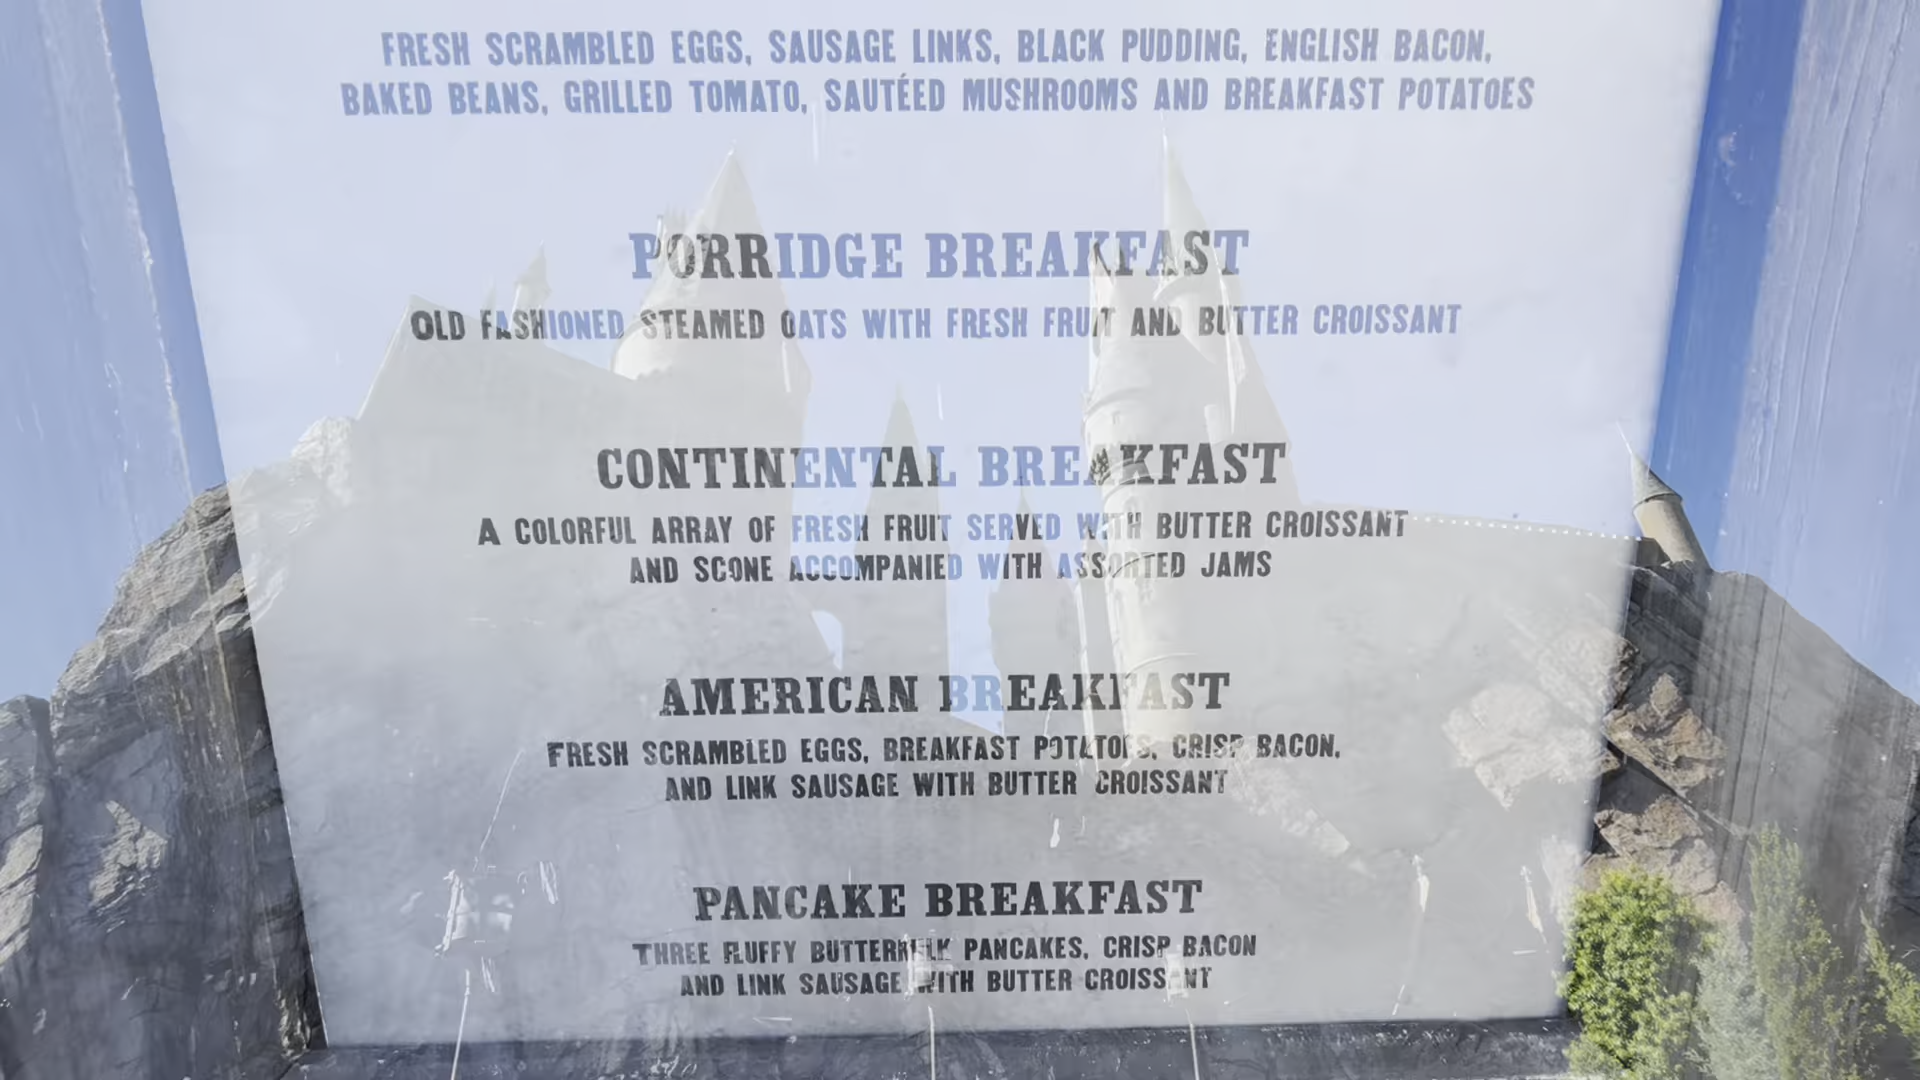 FRESH SCRAMBLED EGGS, SAUSAGE LINKS, BLACK PUDDING, ENGLISH BACON,
BAKED BEANS, GRILLED TOMATO, SAUTÉED MUSHROOMS AND BREAKFAST POTATOES
PORRIDGE BREAKFAST
OLD FASHIONED STEAMED OATS WITH FRESH FRUIT AND BUTTER CROISSANT
CONTINENTAL BREAKFAST
A COLORFUL ARRAY OF FRESH FRUIT SERVED WITH BUTTER CROISSANT
AND SCONE ACCOMPANIED WITH ASSORTED JAMS
AMERICAN BREAKFAST
FRESH SCRAMBLED EGGS, BREAKFAST POTATOES, CRISP BACON,
AND LINK SAUSAGE WITH BUTTER CROISSANT
PANCAKE BREAKFAST
THREE FLUFFY BUTTERMILK PANCAKES, CRISP BACON
AND LINK SAUSAGE WITH BUTTER CROISSANT